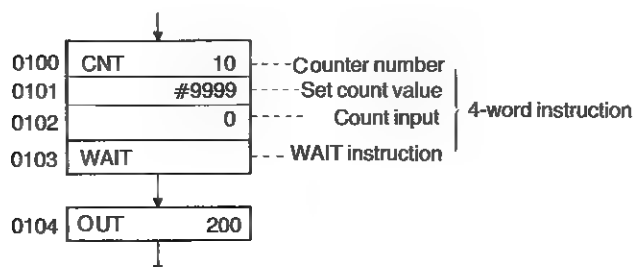 0100 CNT 10 Counter number
0101 #9999 Set count value
0102 0 Count input
4-word instruction
0103 WAIT WAIT instruction
0104 OUT 200